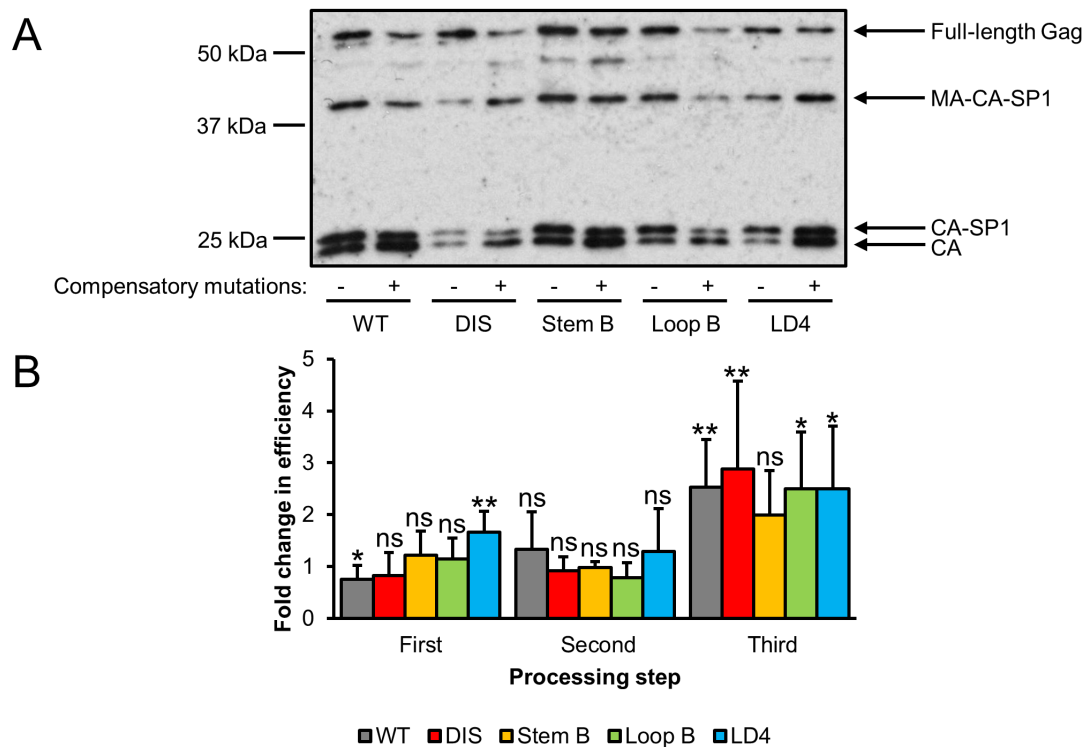 A
50 kDa
37 kDa
25 kDa
Full-length Gag
MA-CA-SP1
CA-SP1
CA
Compensatory mutations: - + - + - + - + - +
WT DIS Stem B Loop B LD4
B
Fold change in efficiency
5
4
3
2
1
0
* ns ns ns **
ns ns ns ns ns
** ** ns * *
First Second Third
Processing step
WT DIS Stem B Loop B LD4